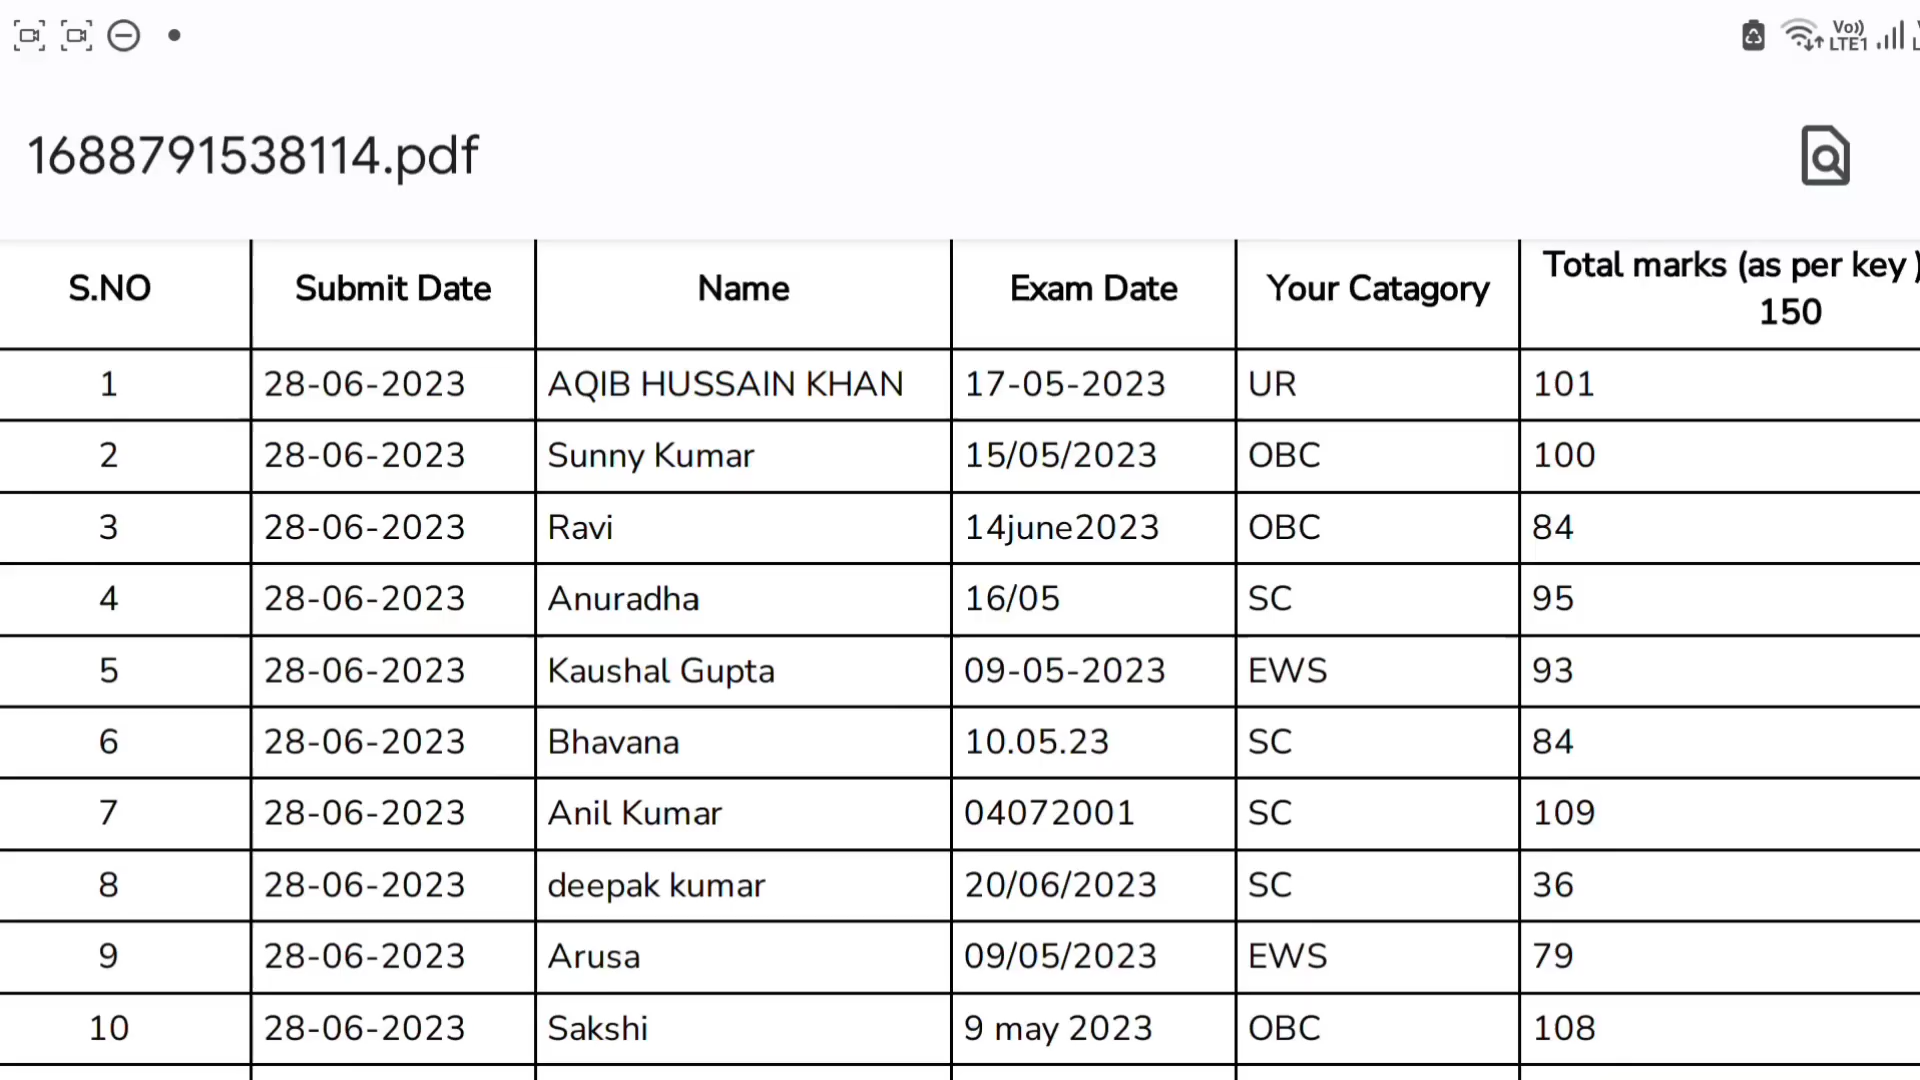 Vo))
LTE1
1688791538114.pdf
S.NO Submit Date Name Exam Date Your Catagory Total marks (as per key )
150
1 28-06-2023 AQIB HUSSAIN KHAN 17-05-2023 UR 101
2 28-06-2023 Sunny Kumar 15/05/2023 OBC 100
3 28-06-2023 Ravi 14june2023 OBC 84
4 28-06-2023 Anuradha 16/05 SC 95
5 28-06-2023 Kaushal Gupta 09-05-2023 EWS 93
6 28-06-2023 Bhavana 10.05.23 SC 84
7 28-06-2023 Anil Kumar 04072001 SC 109
8 28-06-2023 deepak kumar 20/06/2023 SC 36
9 28-06-2023 Arusa 09/05/2023 EWS 79
10 28-06-2023 Sakshi 9 may 2023 OBC 108